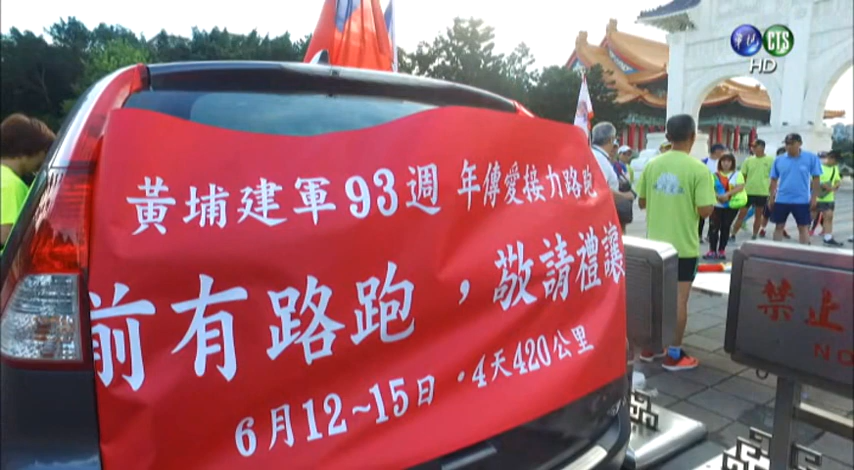 華視
CTS
HD
黃埔建軍93週 年傳愛接力路跑
前有路跑，敬請禮讓
6月12~15日．4天420公里
禁止
NO